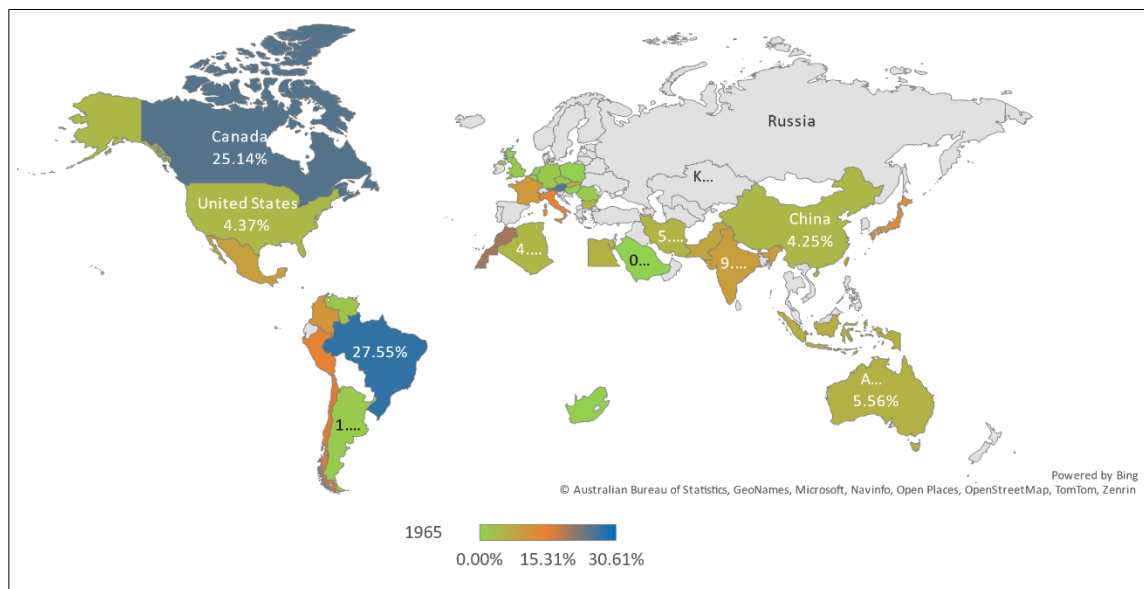 Canada
25.14%
United States
4.37%
Russia
K...
China
4.25%
4....
5....
0...
9....
27.55%
1....
A...
5.56%
Powered by Bing
© Australian Bureau of Statistics, GeoNames, Microsoft, Navinfo, Open Places, OpenStreetMap, TomTom, Zenrin
1965
0.00% 15.31% 30.61%